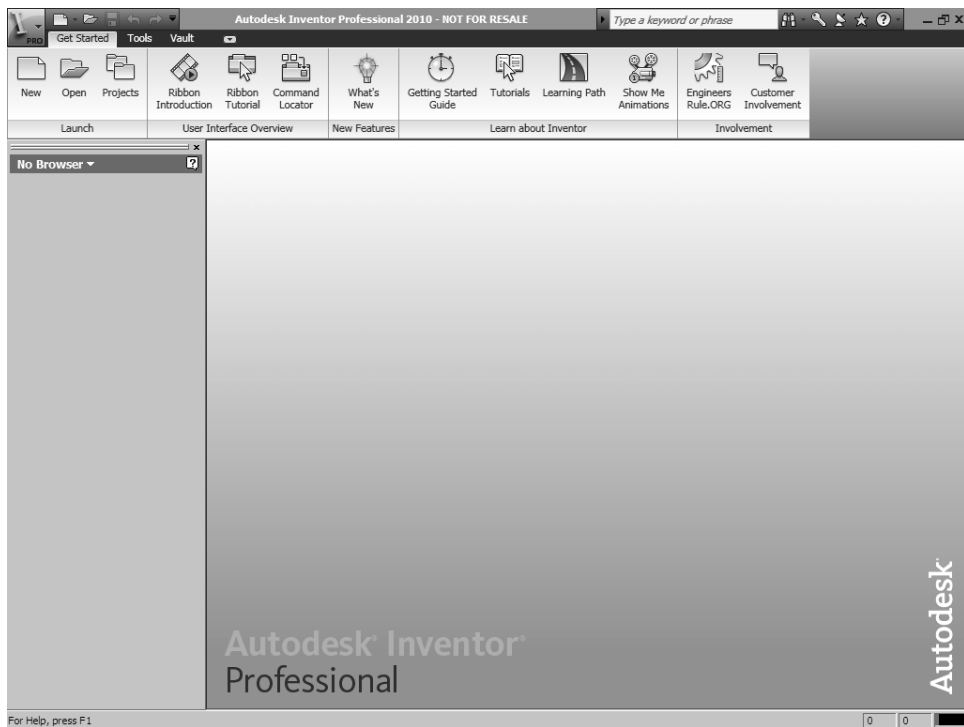 Autodesk Inventor Professional 2010 - NOT FOR RESALE
Type a keyword or phrase
PRO
Get Started Tools Vault
New Open Projects
Ribbon Introduction
Ribbon Tutorial
Command Locator
What's New
Getting Started Guide
Tutorials
Learning Path
Show Me Animations
Engineers Rule.ORG
Customer Involvement
Launch User Interface Overview New Features Learn about Inventor Involvement
No Browser
Autodesk® Inventor®
Professional
Autodesk®
For Help, press F1
0 0